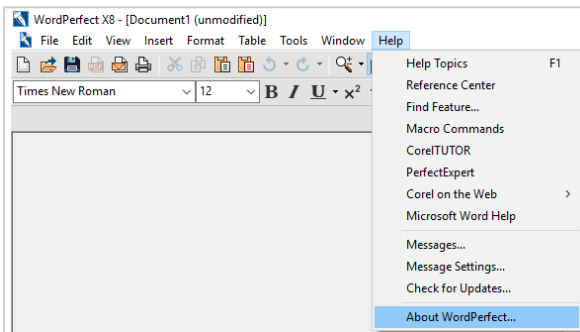 WordPerfect X8 - [Document1 (unmodified)]
File Edit View Insert Format Table Tools Window Help
Times New Roman 12 B I U x²
Help Topics F1
Reference Center
Find Feature...
Macro Commands
CorelTUTOR
PerfectExpert
Corel on the Web
Microsoft Word Help
Messages...
Message Settings...
Check for Updates...
About WordPerfect...